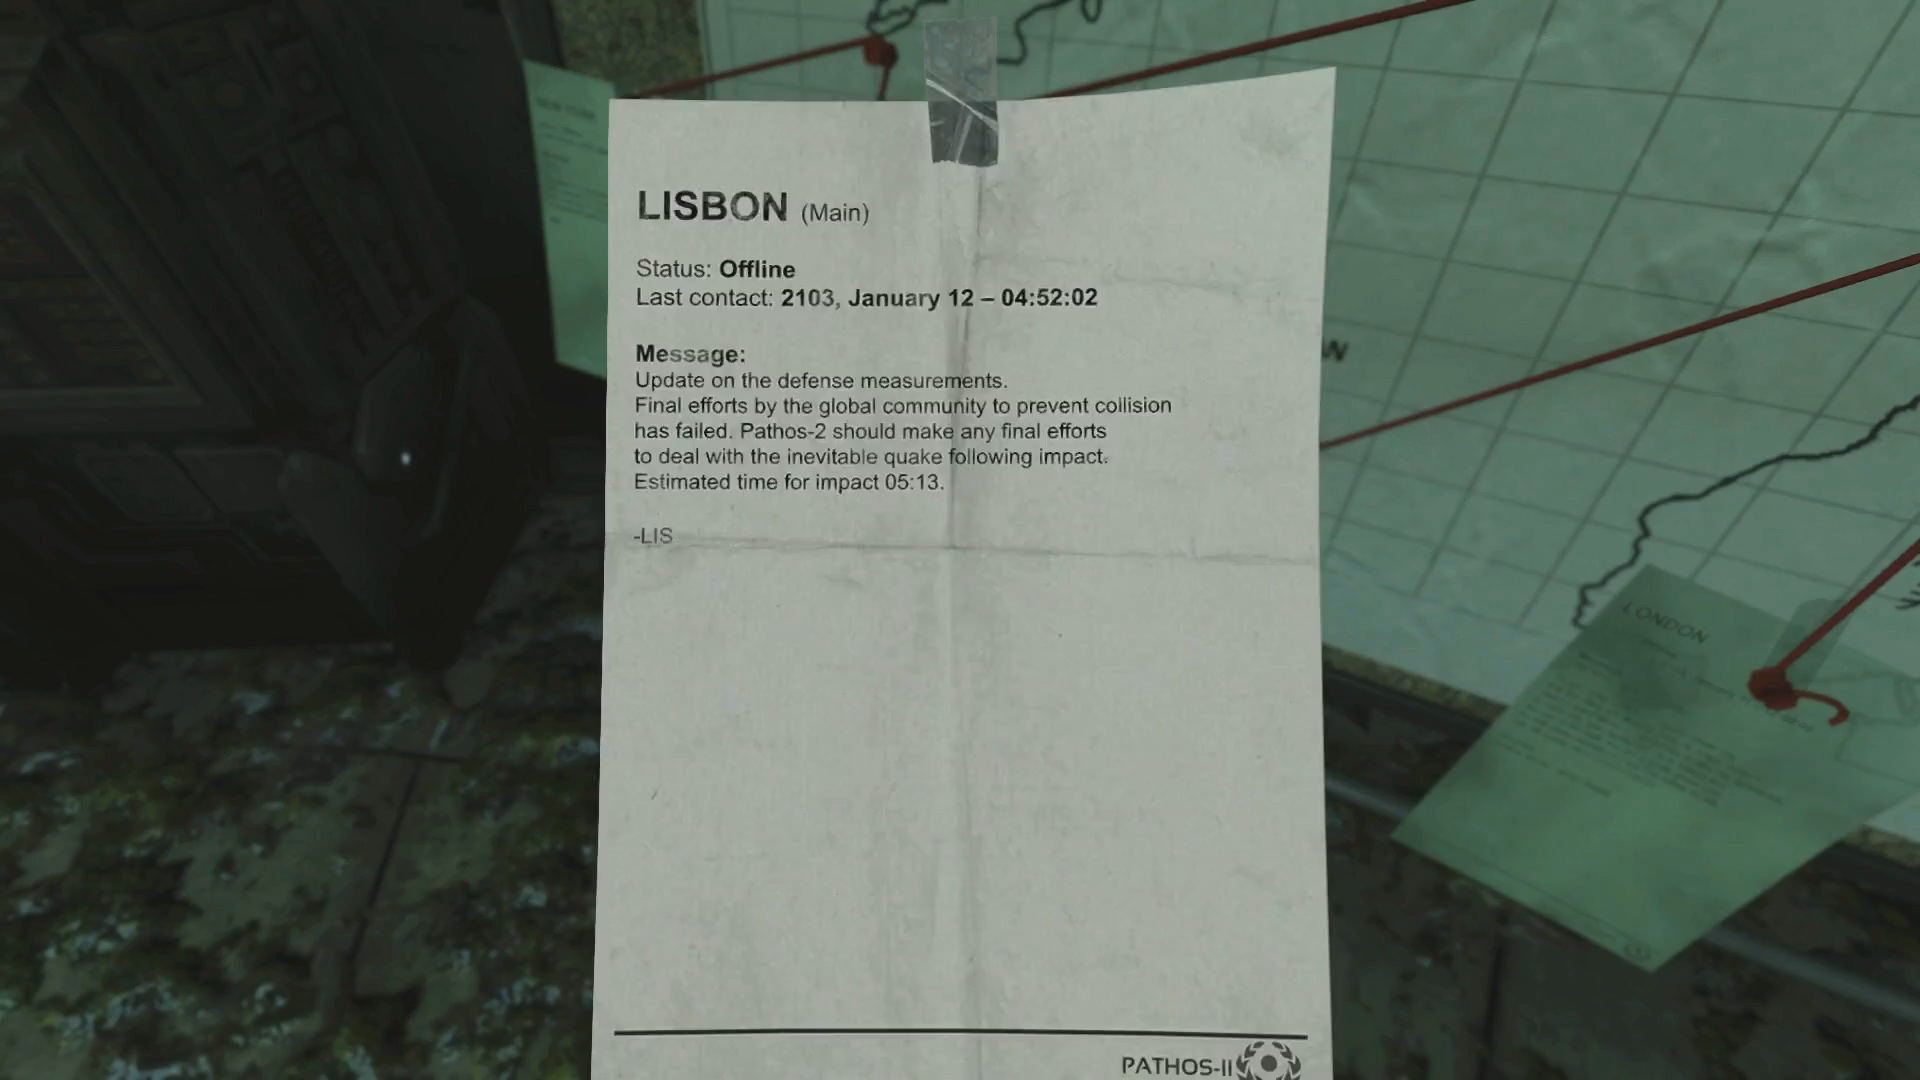 LISBON (Main)
Status: Offline
Last contact: 2103, January 12 – 04:52:02
Message:
Update on the defense measurements.
Final efforts by the global community to prevent collision
has failed. Pathos-2 should make any final efforts
to deal with the inevitable quake following impact.
Estimated time for impact 05:13.
-LIS
PATHOS-II
NEW YORK
W
LONDON